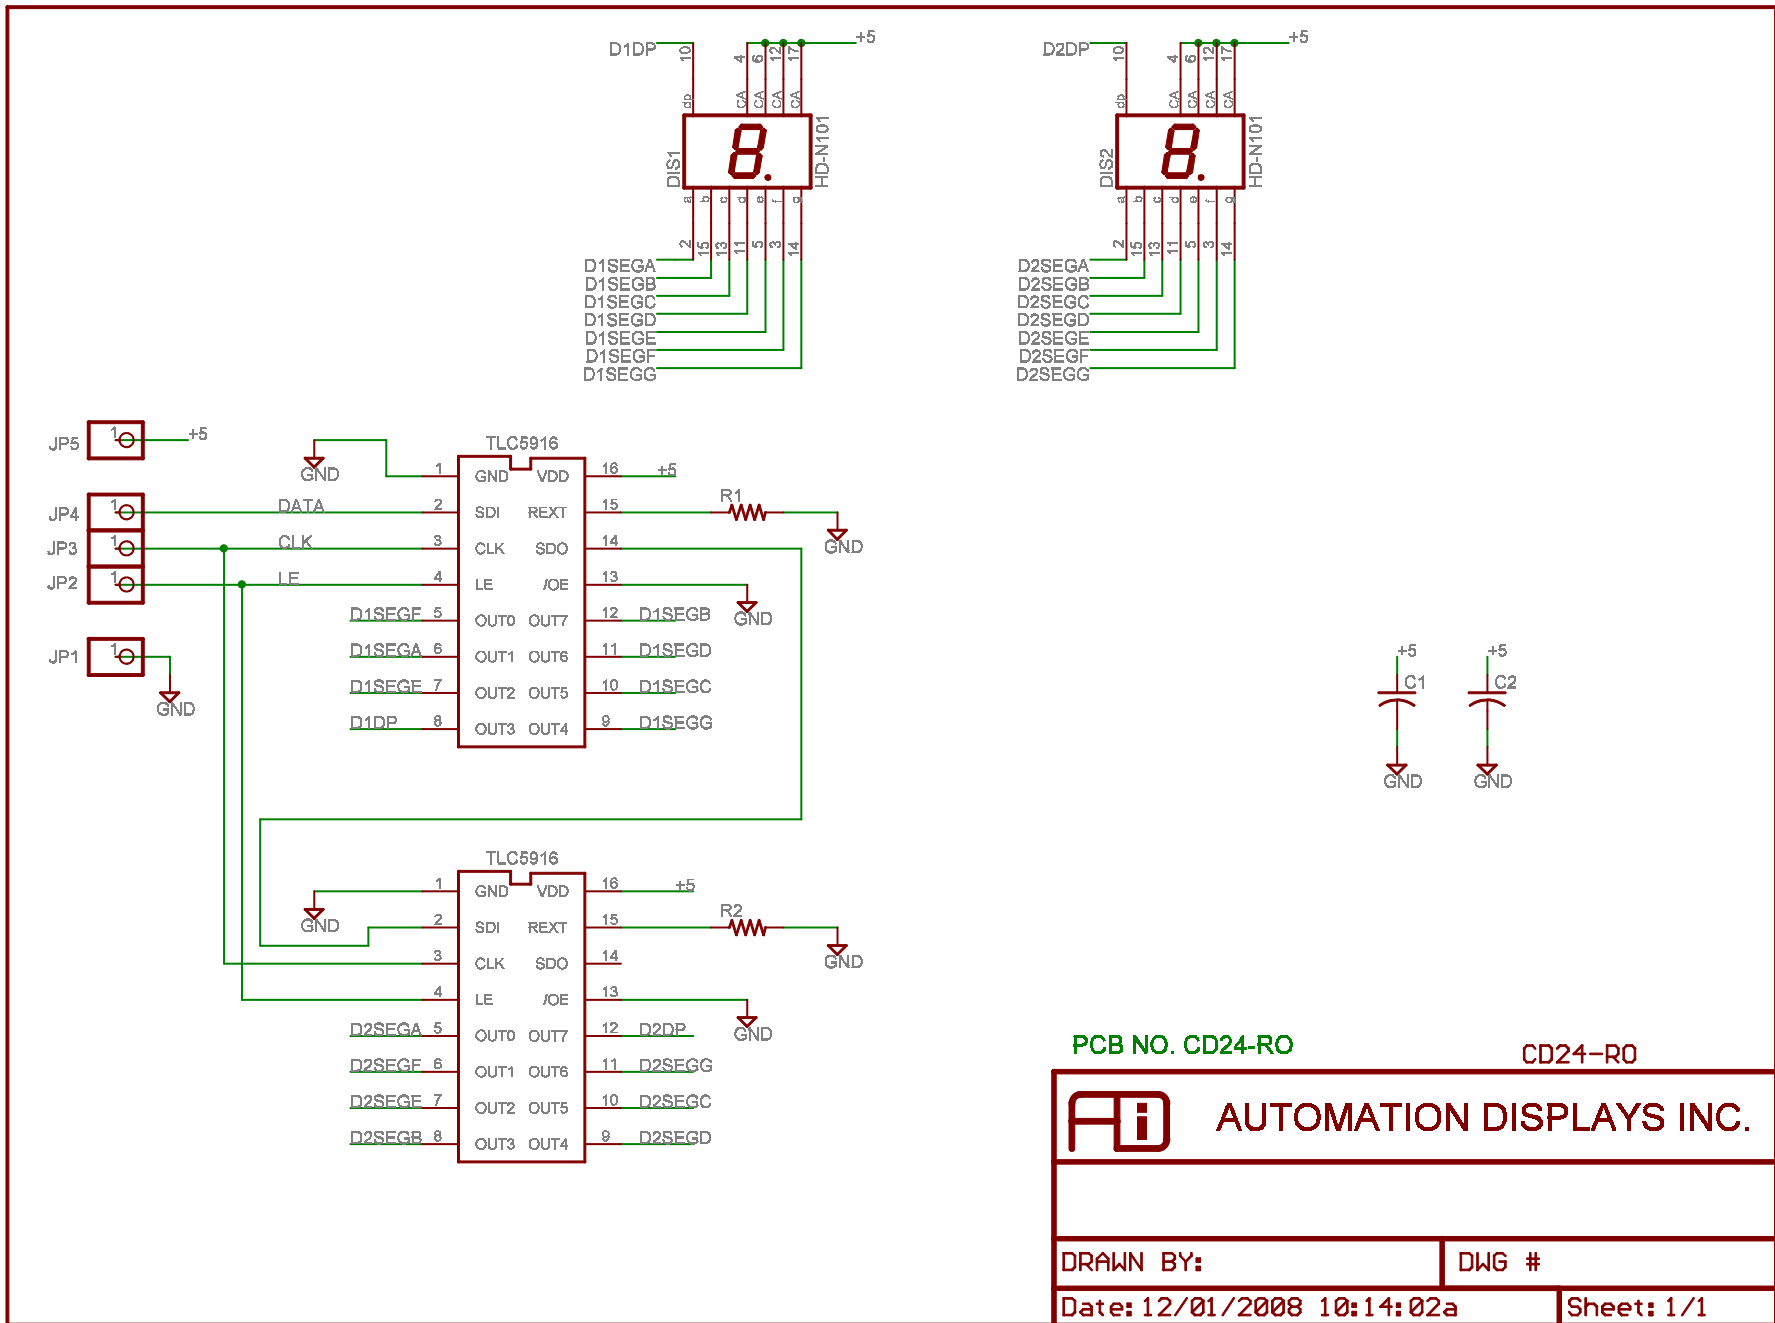 D1DP 10 4 6 12 17 +5
dp CA CA CA CA
DIS1 HD-N101
a b c d e f g
2 15 13 11 5 3 14
D1SEGA
D1SEGB
D1SEGC
D1SEGD
D1SEGE
D1SEGF
D1SEGG
D2DP 10 4 6 12 17 +5
dp CA CA CA CA
DIS2 HD-N101
a b c d e f g
2 15 13 11 5 3 14
D2SEGA
D2SEGB
D2SEGC
D2SEGD
D2SEGE
D2SEGF
D2SEGG
JP5 1 +5
JP4 1 DATA
JP3 1 CLK
JP2 1 LE
JP1 1
GND
GND
TLC5916
1 GND VDD 16 +5
2 SDI REXT 15 R1
GND
3 CLK SDO 14
4 LE /OE 13
GND
D1SEGF 5 OUT0 OUT7 12 D1SEGB
D1SEGA 6 OUT1 OUT6 11 D1SEGD
D1SEGE 7 OUT2 OUT5 10 D1SEGC
D1DP 8 OUT3 OUT4 9 D1SEGG
+5 +5
C1 C2
GND GND
TLC5916
1 GND VDD 16 +5
GND
2 SDI REXT 15 R2
GND
3 CLK SDO 14
4 LE /OE 13
GND
D2SEGA 5 OUT0 OUT7 12 D2DP
D2SEGF 6 OUT1 OUT6 11 D2SEGG
D2SEGE 7 OUT2 OUT5 10 D2SEGC
D2SEGB 8 OUT3 OUT4 9 D2SEGD
PCB NO. CD24-RO
CD24-RO
ADi AUTOMATION DISPLAYS INC.
DRAWN BY: DWG #
Date: 12/01/2008 10:14:02a Sheet: 1/1